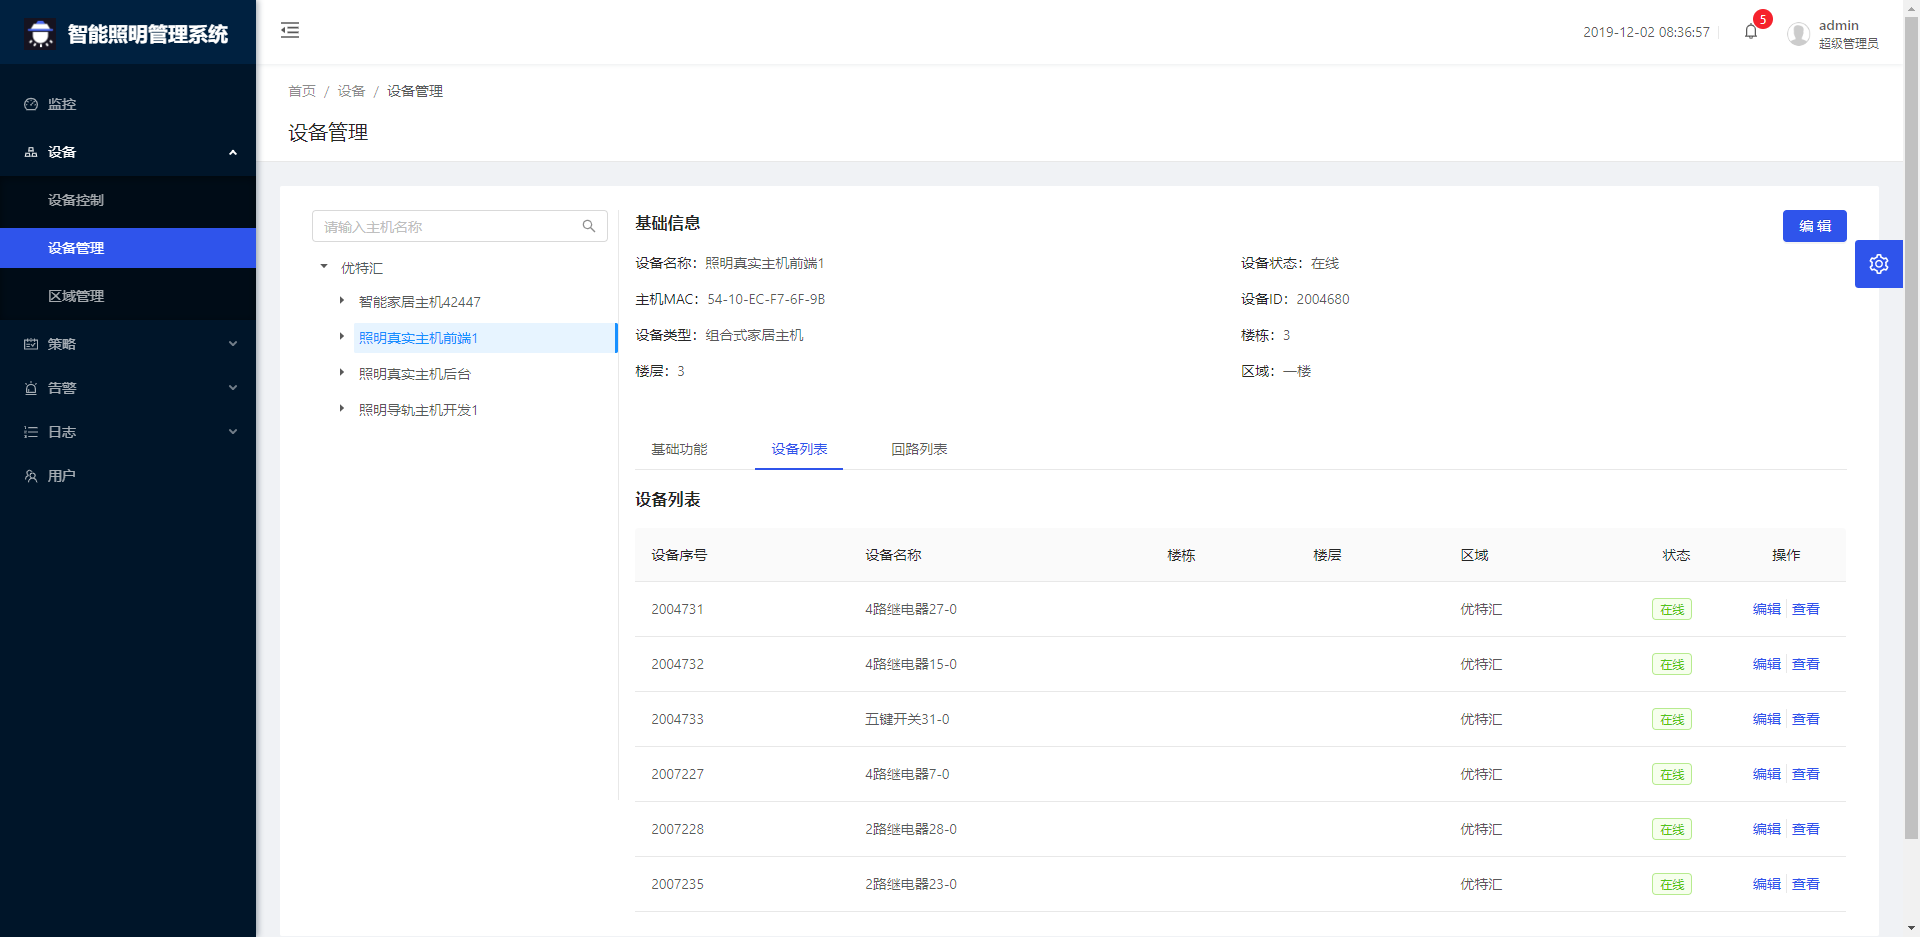 智能照明管理系统
2019-12-02 08:36:57
5
admin
超级管理员
监控
设备
设备控制
设备管理
区域管理
策略
告警
日志
用户
首页 / 设备 / 设备管理
设备管理
请输入主机名称
优特汇
智能家居主机42447
照明真实主机前端1
照明真实主机后台
照明导轨主机开发1
基础信息
编 辑
设备名称：照明真实主机前端1
设备状态：在线
主机MAC：54-10-EC-F7-6F-9B
设备ID：2004680
设备类型：组合式家居主机
楼栋：3
楼层：3
区域：一楼
基础功能 设备列表 回路列表
设备列表
设备序号 设备名称 楼栋 楼层 区域 状态 操作
2004731 4路继电器27-0 优特汇 在线 编辑 查看
2004732 4路继电器15-0 优特汇 在线 编辑 查看
2004733 五键开关31-0 优特汇 在线 编辑 查看
2007227 4路继电器7-0 优特汇 在线 编辑 查看
2007228 2路继电器28-0 优特汇 在线 编辑 查看
2007235 2路继电器23-0 优特汇 在线 编辑 查看